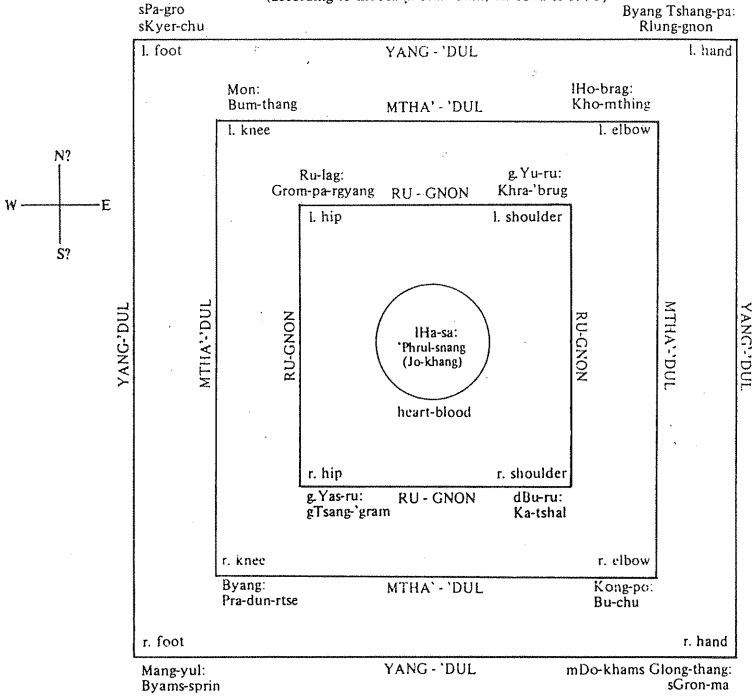 sPa-gro
sKyer-chu
Byang Tshang-pa:
Rlung-gnon
l. foot
YANG - 'DUL
l. hand
Mon:
Bum-thang
MTHA' - 'DUL
lHo-brag:
Kho-mthing
l. knee
l. elbow
N?
W
E
S?
Ru-lag:
Grom-pa-rgyang
RU - GNON
g.Yu-ru:
Khra-'brug
l. hip
l. shoulder
YANG-'DUL
MTHA'-'DUL
RU-GNON
lHa-sa:
'Phrul-snang
(Jo-khang)
heart-blood
RU-GNON
MTHA'-'DUL
YANG'-'DUL
r. hip
r. shoulder
g.Yas-ru:
gTsang-'gram
RU - GNON
dBu-ru:
Ka-tshal
r. knee
r. elbow
Byang:
Pra-dun-rtse
MTHA' - 'DUL
Kong-po:
Bu-chu
r. foot
r. hand
Mang-yul:
Byams-sprin
YANG - 'DUL
mDo-khams Glong-thang:
sGron-ma